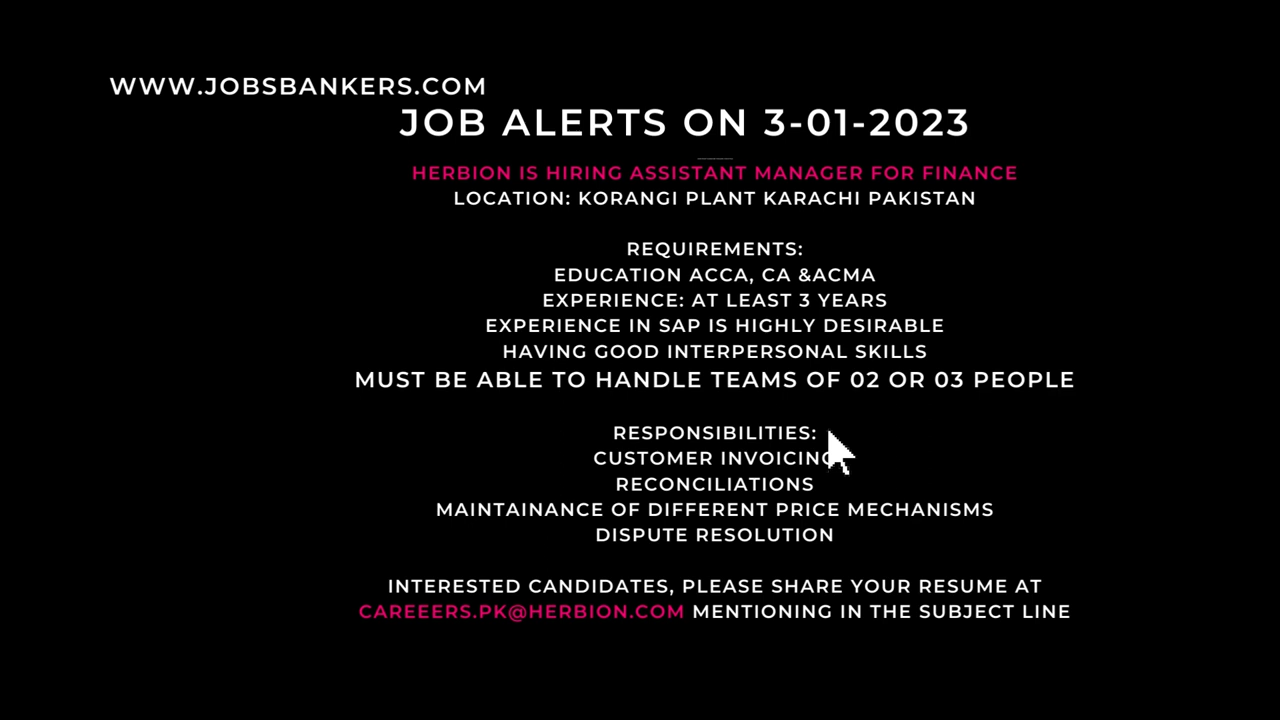 WWW.JOBSBANKERS.COM
JOB ALERTS ON 3-01-2023
HERBION IS HIRING ASSISTANT MANAGER FOR FINANCE
LOCATION: KORANGI PLANT KARACHI PAKISTAN
REQUIREMENTS:
EDUCATION ACCA, CA &ACMA
EXPERIENCE: AT LEAST 3 YEARS
EXPERIENCE IN SAP IS HIGHLY DESIRABLE
HAVING GOOD INTERPERSONAL SKILLS
MUST BE ABLE TO HANDLE TEAMS OF 02 OR 03 PEOPLE
RESPONSIBILITIES:
CUSTOMER INVOICING
RECONCILIATIONS
MAINTAINANCE OF DIFFERENT PRICE MECHANISMS
DISPUTE RESOLUTION
INTERESTED CANDIDATES, PLEASE SHARE YOUR RESUME AT
CAREEERS.PK@HERBION.COM MENTIONING IN THE SUBJECT LINE